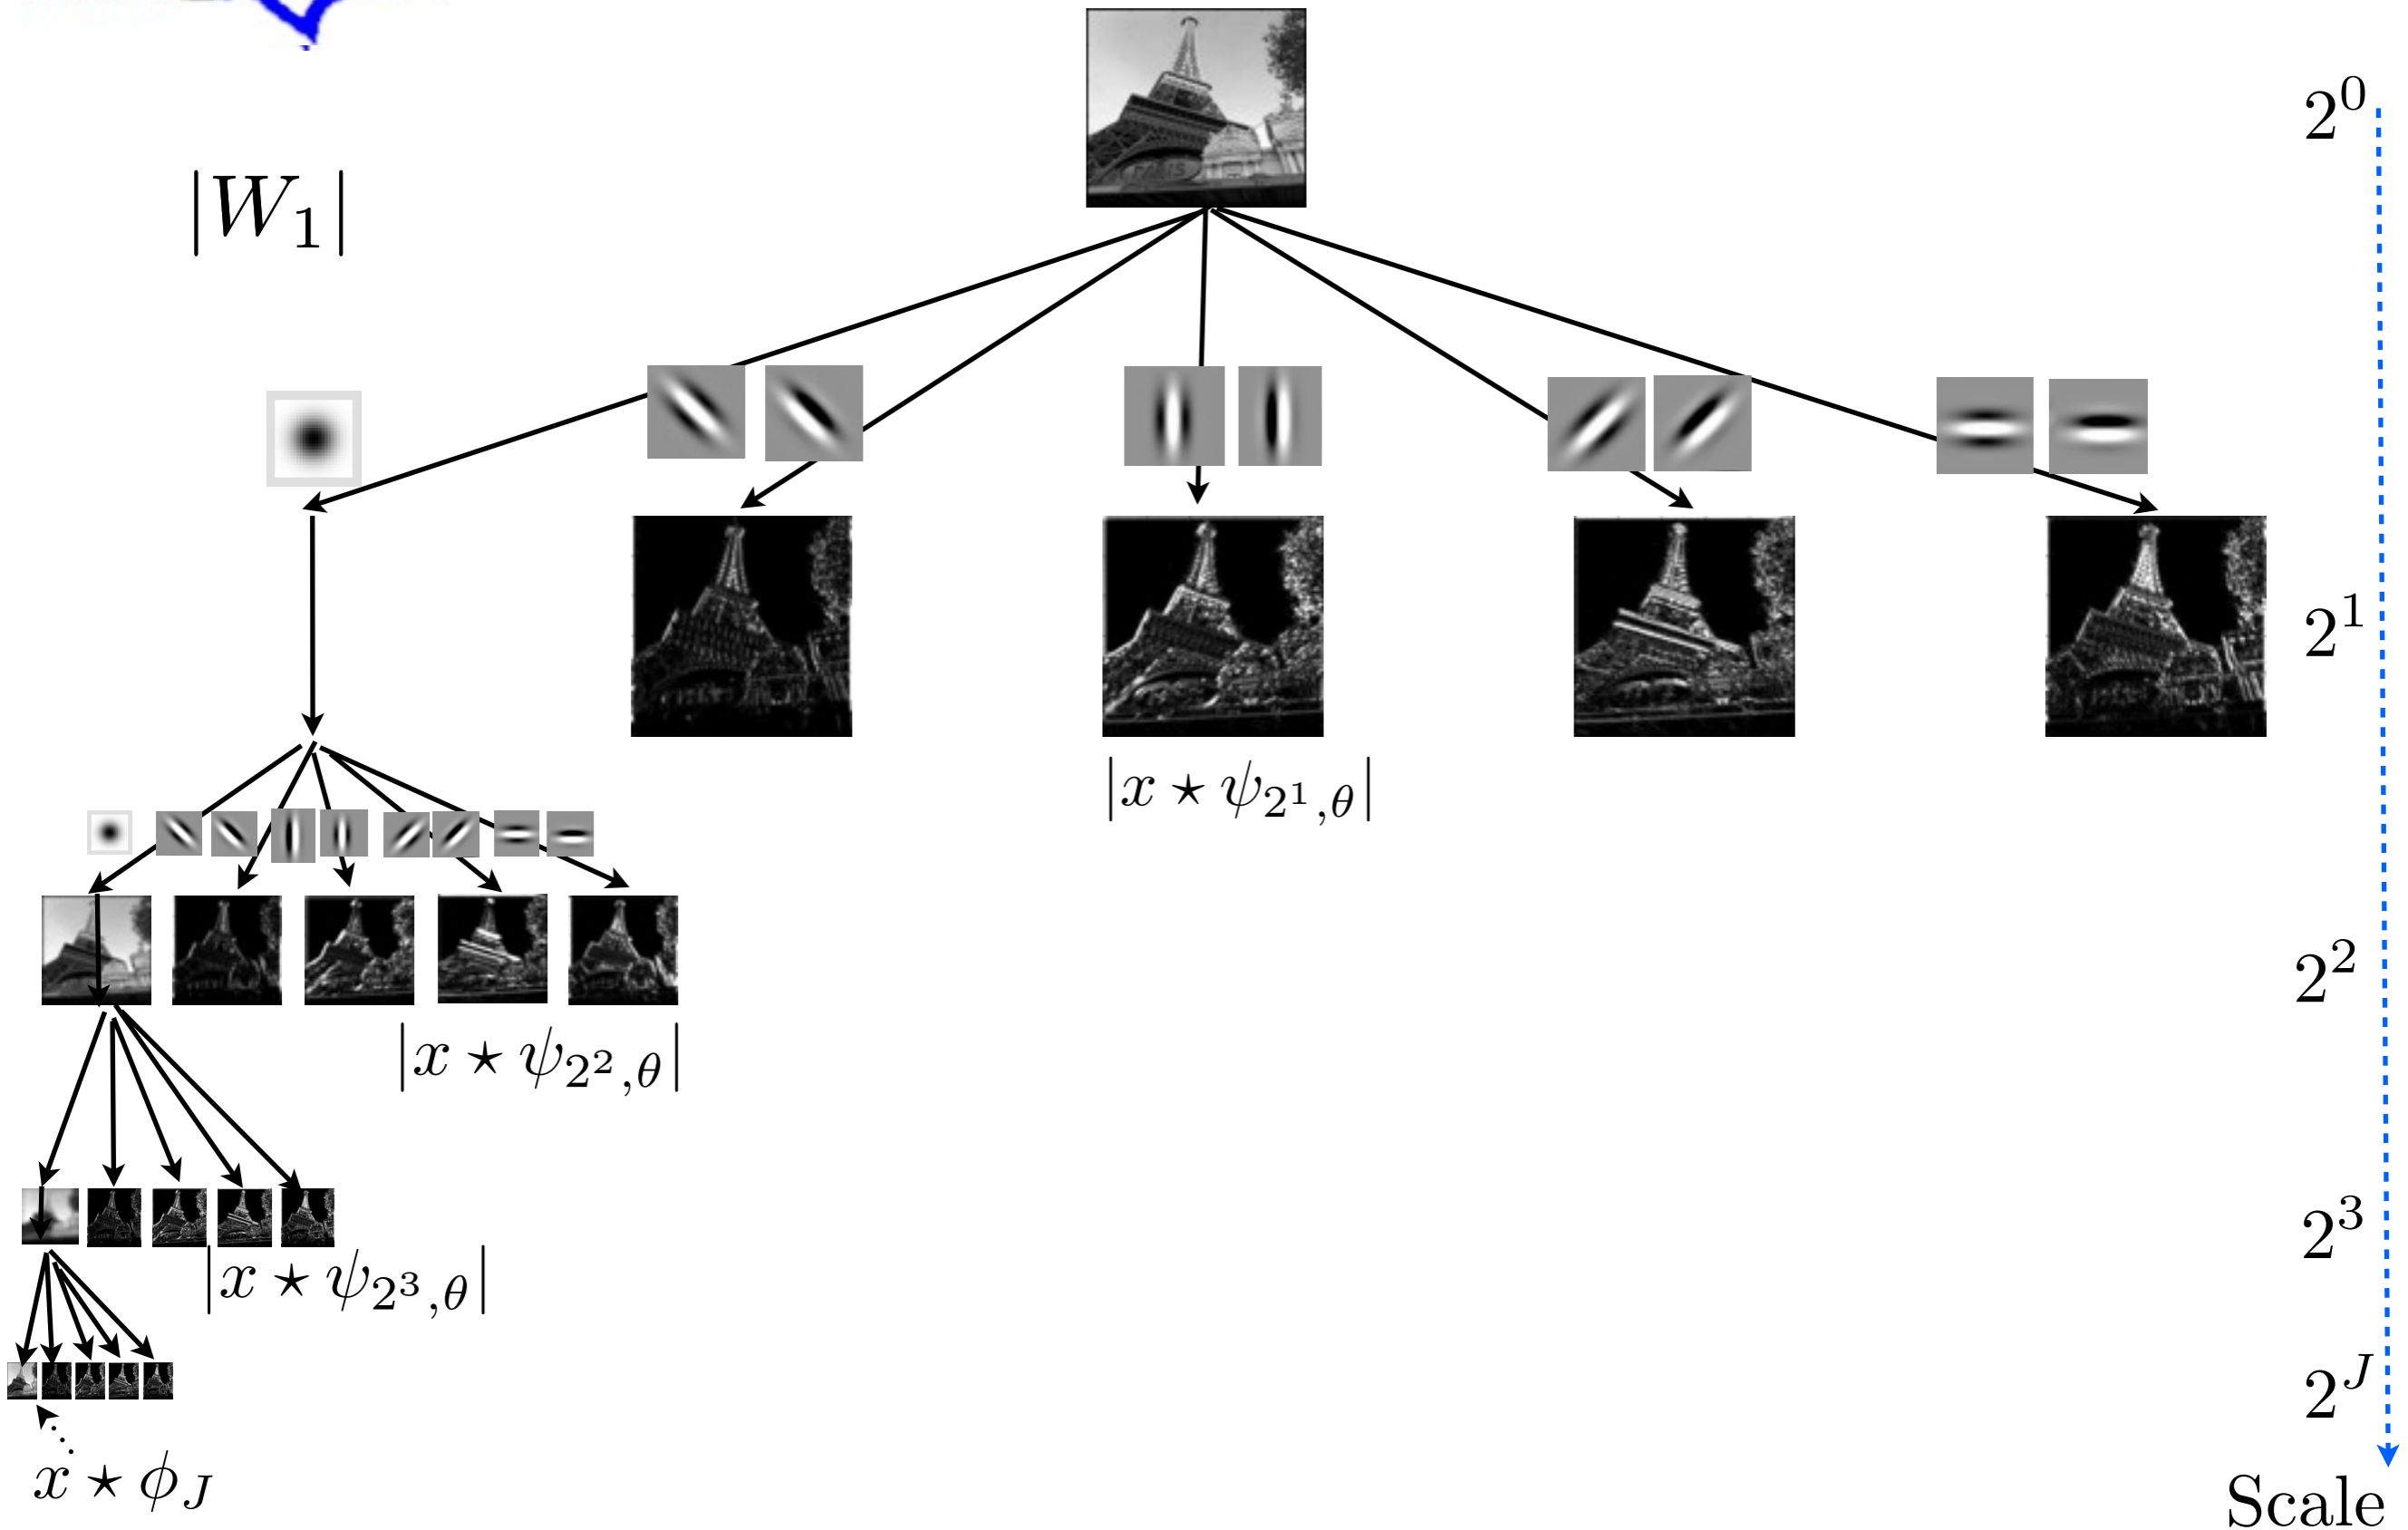 2^0
|W_1|
2^1
|x ⋆ ψ_{2^1,θ}|
2^2
|x ⋆ ψ_{2^2,θ}|
2^3
|x ⋆ ψ_{2^3,θ}|
2^J
x ⋆ ϕ_J
Scale